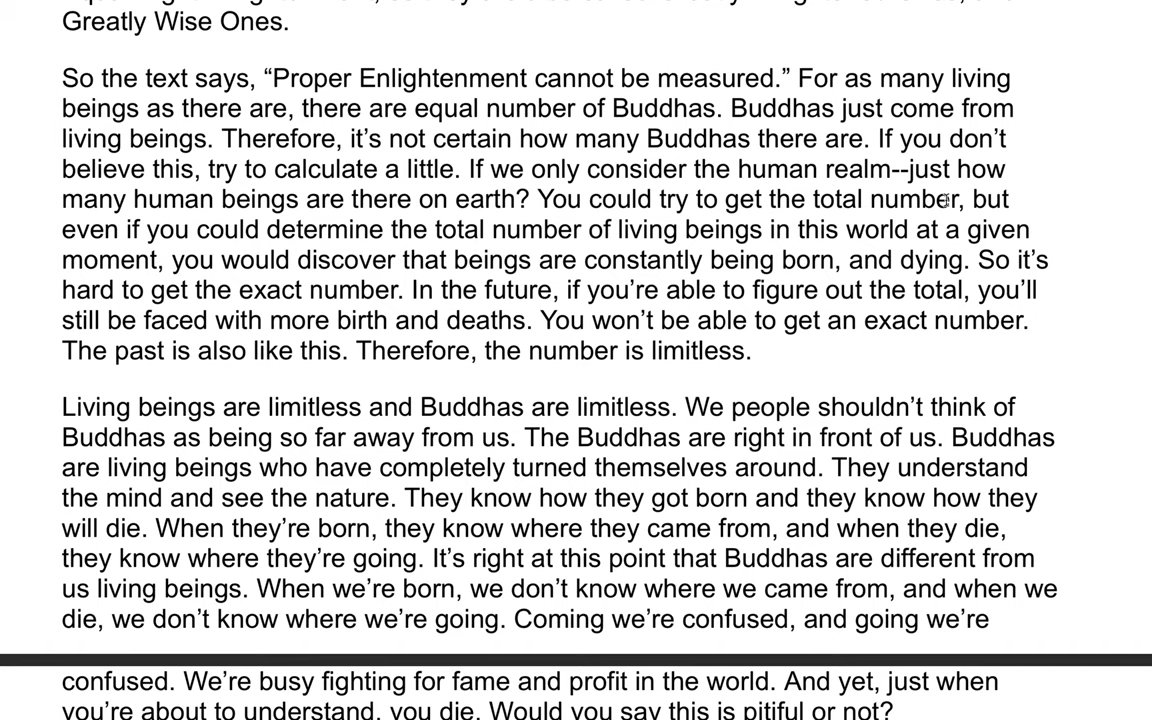 Greatly Wise Ones.
So the text says, “Proper Enlightenment cannot be measured.” For as many living
beings as there are, there are equal number of Buddhas. Buddhas just come from
living beings. Therefore, it’s not certain how many Buddhas there are. If you don’t
believe this, try to calculate a little. If we only consider the human realm--just how
many human beings are there on earth? You could try to get the total number, but
even if you could determine the total number of living beings in this world at a given
moment, you would discover that beings are constantly being born, and dying. So it’s
hard to get the exact number. In the future, if you’re able to figure out the total, you’ll
still be faced with more birth and deaths. You won’t be able to get an exact number.
The past is also like this. Therefore, the number is limitless.
Living beings are limitless and Buddhas are limitless. We people shouldn’t think of
Buddhas as being so far away from us. The Buddhas are right in front of us. Buddhas
are living beings who have completely turned themselves around. They understand
the mind and see the nature. They know how they got born and they know how they
will die. When they’re born, they know where they came from, and when they die,
they know where they’re going. It’s right at this point that Buddhas are different from
us living beings. When we’re born, we don’t know where we came from, and when we
die, we don’t know where we’re going. Coming we’re confused, and going we’re
confused. We’re busy fighting for fame and profit in the world. And yet, just when
you’re about to understand, you die. Would you say this is pitiful or not?